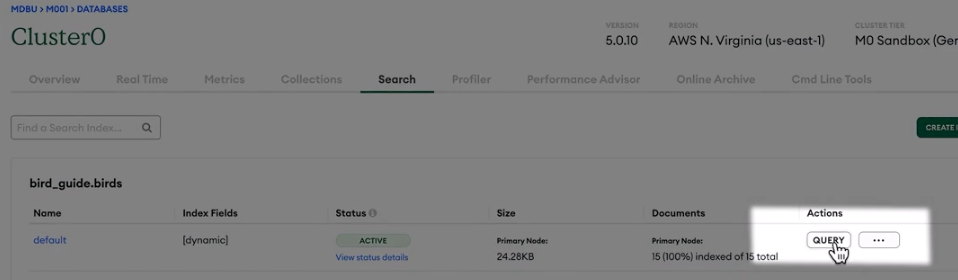 MDBU > M001 > DATABASES
Cluster0
VERSION REGION CLUSTER TIER
5.0.10 AWS N. Virginia (us-east-1) M0 Sandbox (Gen
Overview Real Time Metrics Collections Search Profiler Performance Advisor Online Archive Cmd Line Tools
Find a Search Index...
CREATE
bird_guide.birds
Name Index Fields Status Size Documents Actions
default [dynamic] ACTIVE Primary Node: Primary Node: QUERY ...
View status details 24.28KB 15 (100%) indexed of 15 total